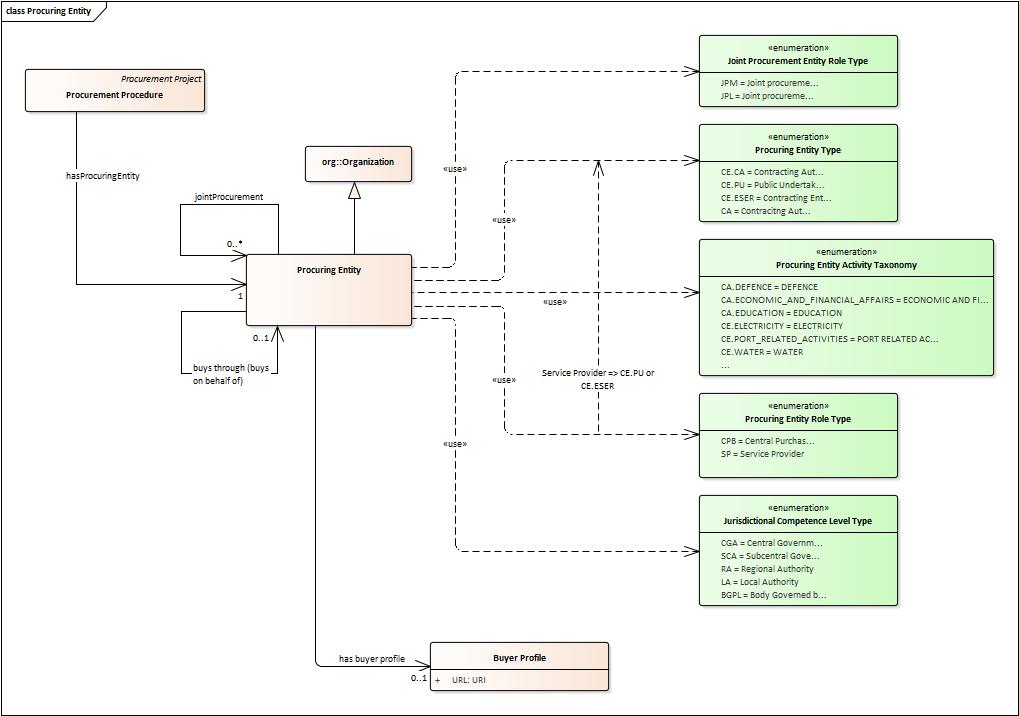 class Procuring Entity
Procurement Project
Procurement Procedure
hasProcuringEntity
org::Organization
jointProcurement
0..*
1
Procuring Entity
0..1
buys through (buys
on behalf of)
«use»
«use»
«use»
«use»
«use»
Service Provider => CE.PU or
CE.ESER
has buyer profile
0..1
Buyer Profile
+ URL: URI
«enumeration»
Joint Procurement Entity Role Type
JPM = Joint procureme...
JPL = Joint procureme...
«enumeration»
Procuring Entity Type
CE.CA = Contracting Aut...
CE.PU = Public Undertak...
CE.ESER = Contracting Ent...
CA = Contracitng Aut...
«enumeration»
Procuring Entity Activity Taxonomy
CA.DEFENCE = DEFENCE
CA.ECONOMIC_AND_FINANCIAL_AFFAIRS = ECONOMIC AND FI...
CA.EDUCATION = EDUCATION
CE.ELECTRICITY = ELECTRICITY
CE.PORT_RELATED_ACTIVITIES = PORT RELATED AC...
CE.WATER = WATER
...
«enumeration»
Procuring Entity Role Type
CPB = Central Purchas...
SP = Service Provider
«enumeration»
Jurisdictional Competence Level Type
CGA = Central Governm...
SCA = Subcentral Gove...
RA = Regional Authority
LA = Local Authority
BGPL = Body Governed b...